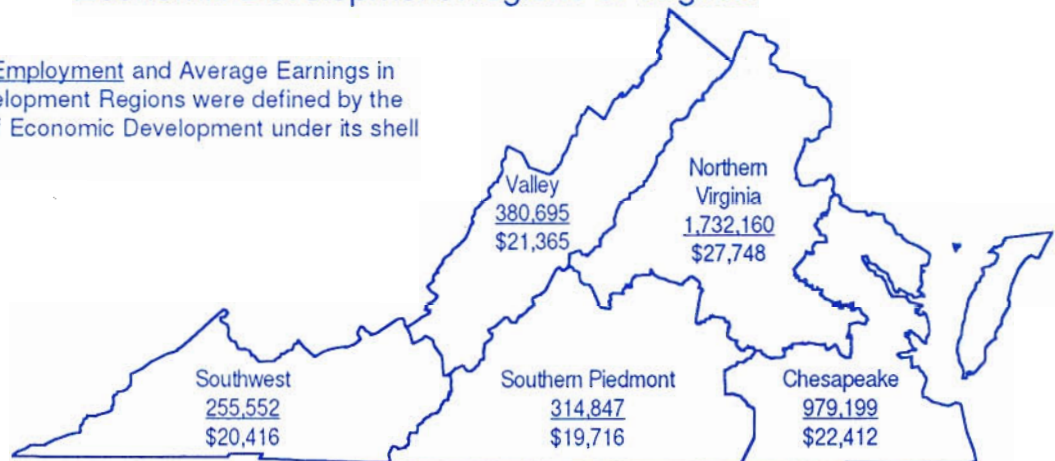 Employment and Average Earnings in
elopment Regions were defined by the
Economic Development under its shell
Valley
380,695
$21,365
Northern
Virginia
1,732,160
$27,748
Southwest
255,552
$20,416
Southern Piedmont
314,847
$19,716
Chesapeake
979,199
$22,412